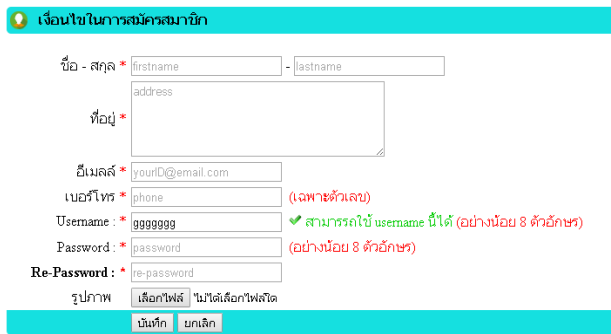 เงื่อนไขในการสมัครสมาชิก
ชื่อ - สกุล * firstname - lastname
ที่อยู่ * address
อีเมลล์ * yourID@email.com
เบอร์โทร * phone (เฉพาะตัวเลข)
Username : * ggggggg สามารรถใช้ username นี้ได้ (อย่างน้อย 8 ตัวอักษร)
Password : * password (อย่างน้อย 8 ตัวอักษร)
Re-Password : * re-password
รูปภาพ เลือกไฟล์ ไม่ได้เลือกไฟล์ใด
บันทึก ยกเลิก